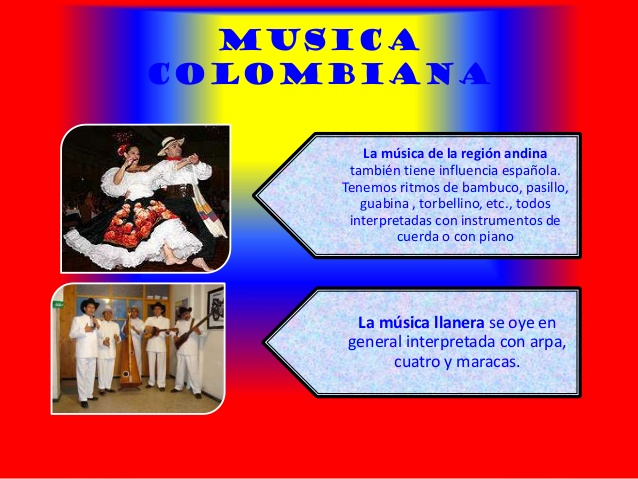 MUSICA
COLOMBIANA
La música de la región andina
también tiene influencia española.
Tenemos ritmos de bambuco, pasillo,
guabina , torbellino, etc., todos
interpretadas con instrumentos de
cuerda o con piano
La música llanera se oye en
general interpretada con arpa,
cuatro y maracas.